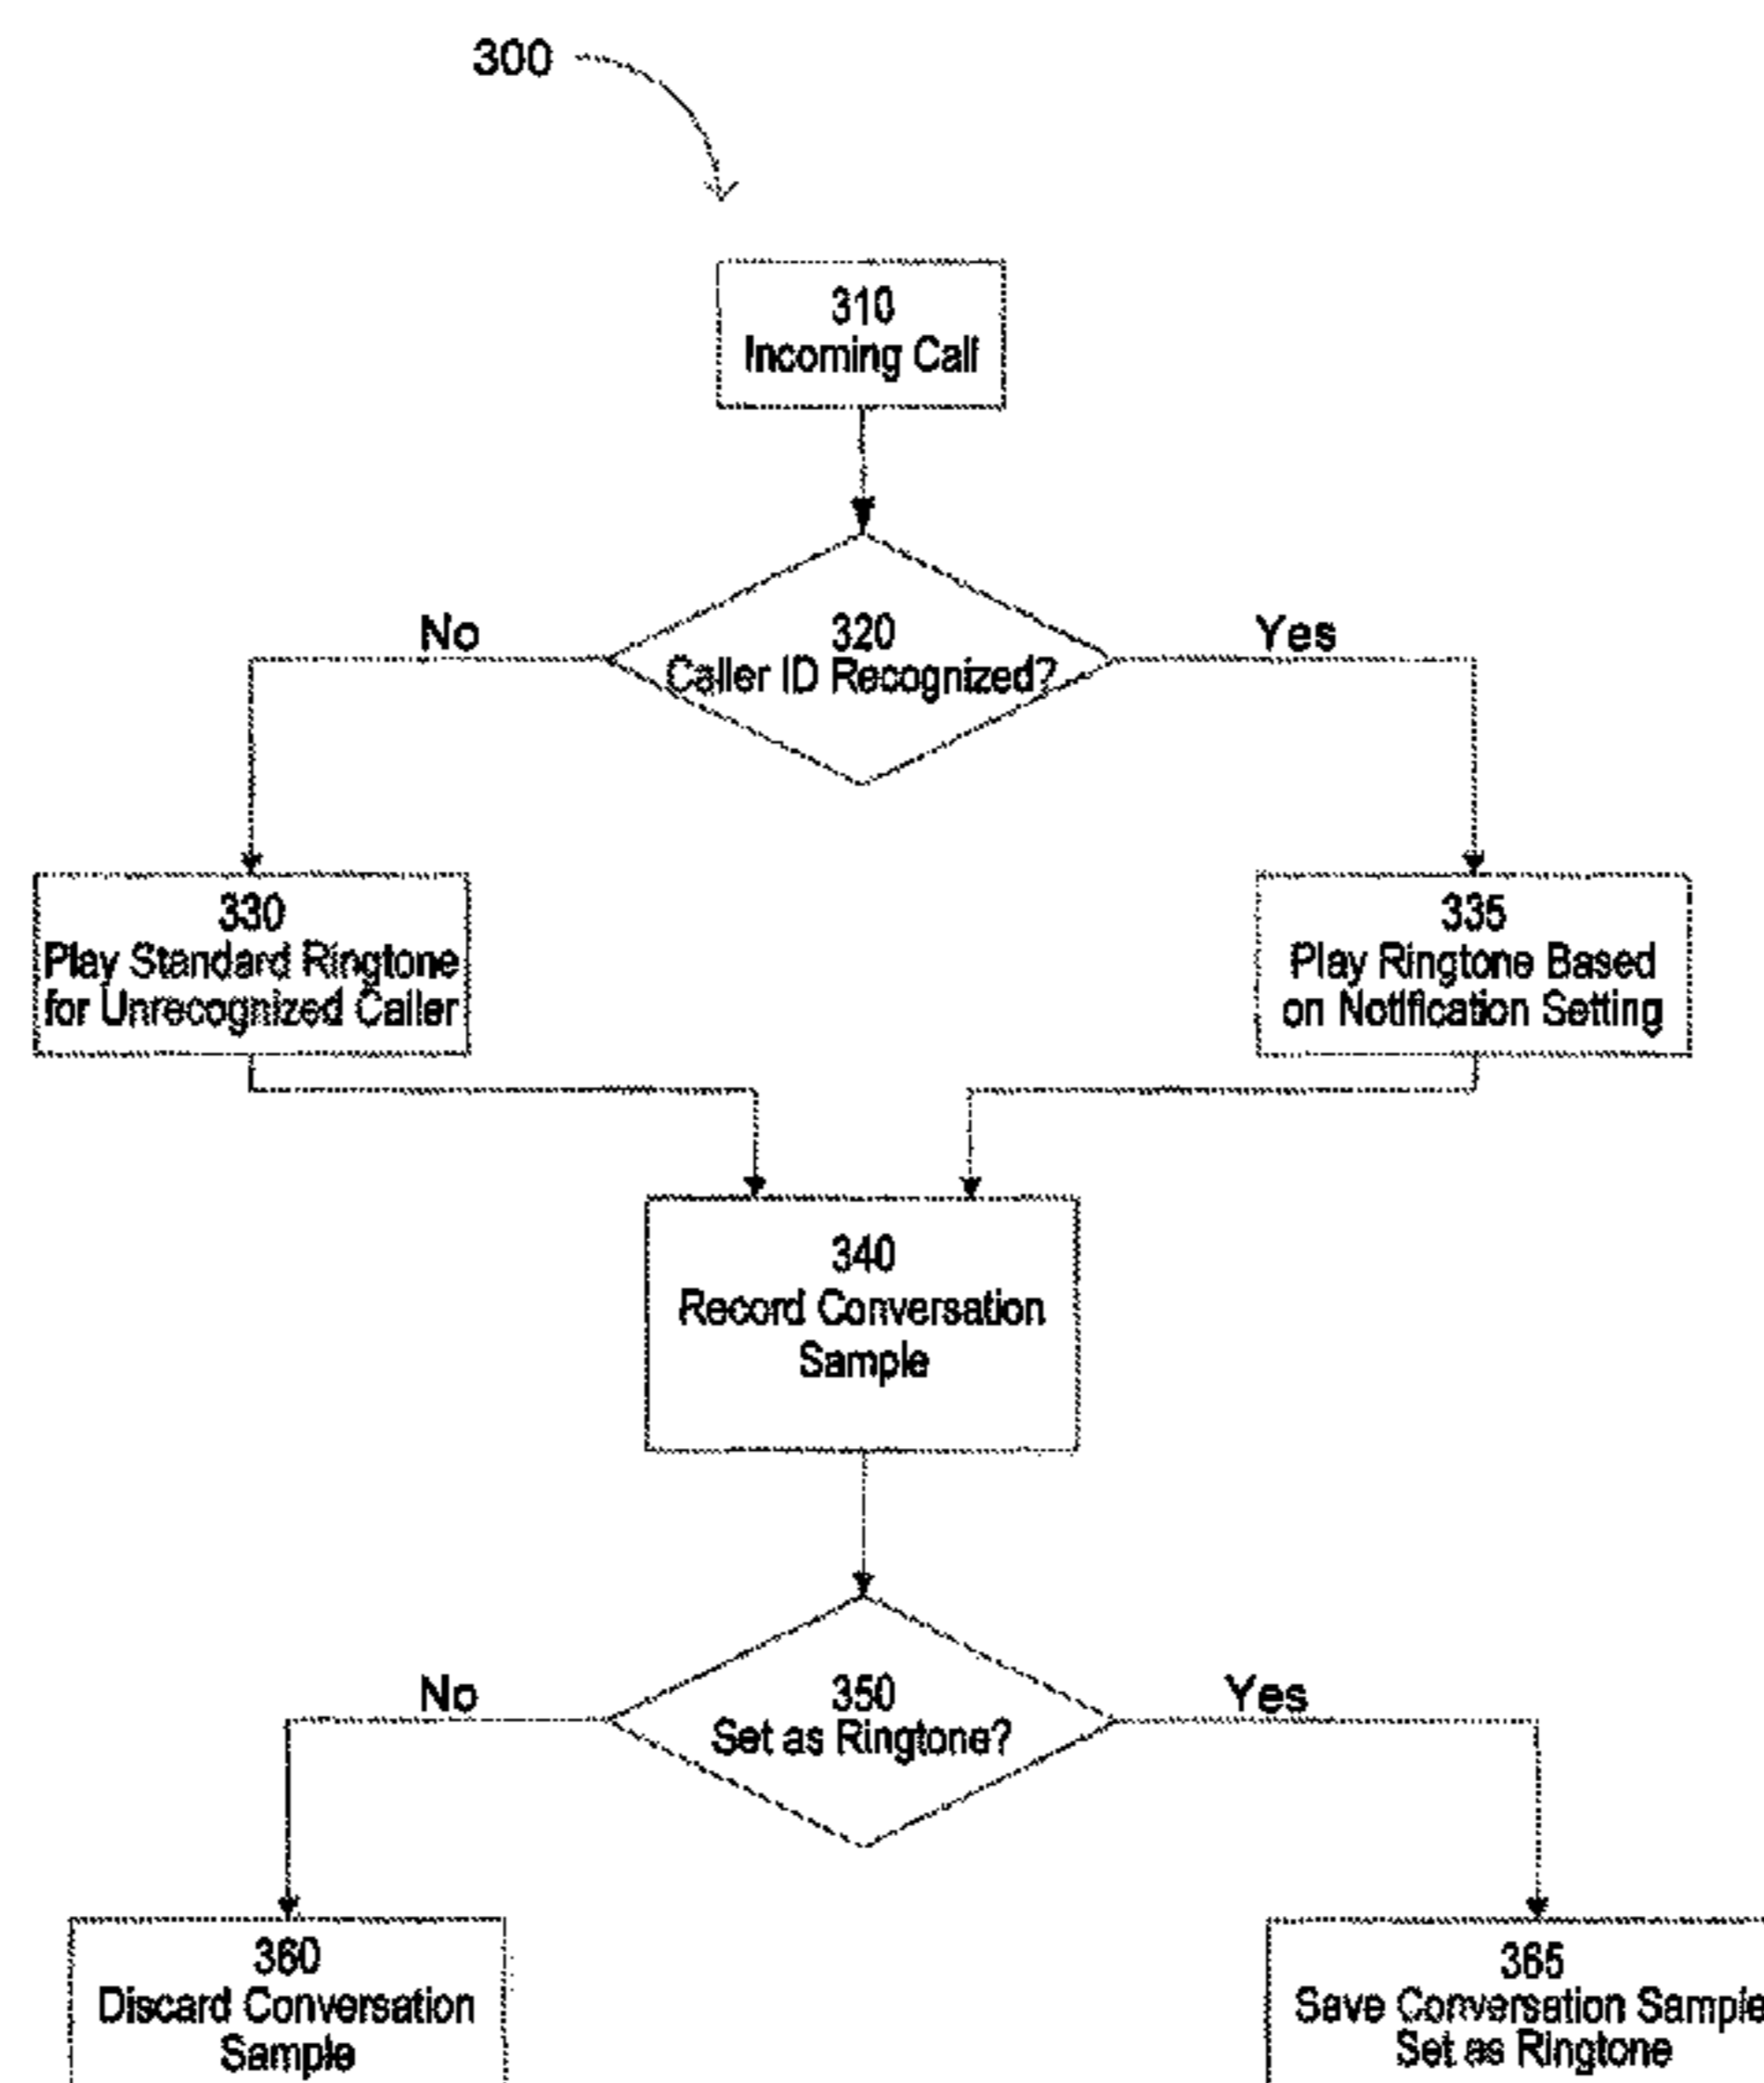 300
310
Incoming Call
No
320
Yes
Caller ID Recognized?
330
Play Standard Ringtone
for Unrecognized Caller
335
Play Ringtone Based
on Notification Setting
340
Record Conversation
Sample
No
350
Yes
Set as Ringtone?
360
Discard Conversation
Sample
365
Save Conversation Sample
Set as Ringtone